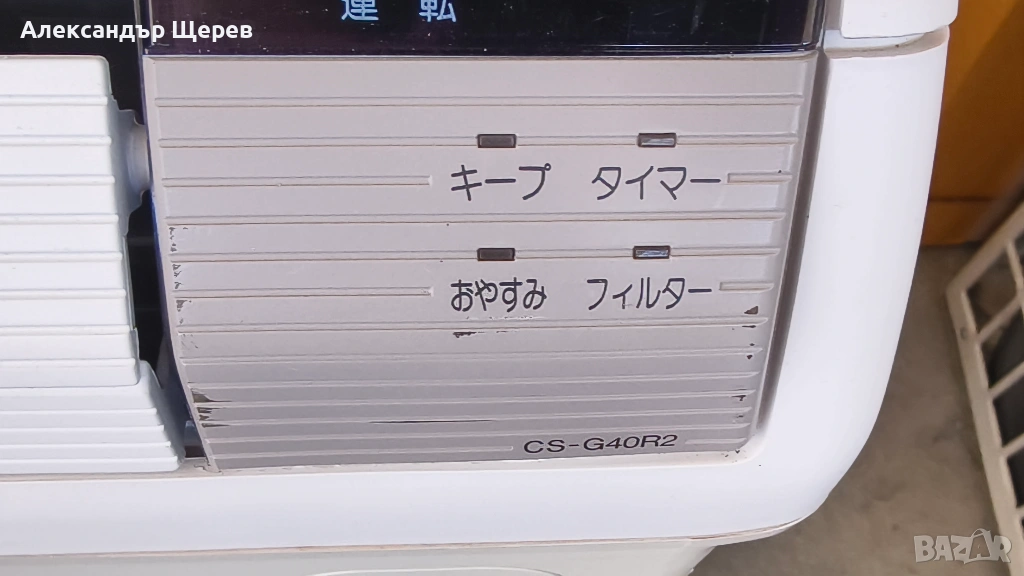 Александър Щерев
運転
キープ タイマー
おやすみ フィルター
CS-G40R2
BAZAR